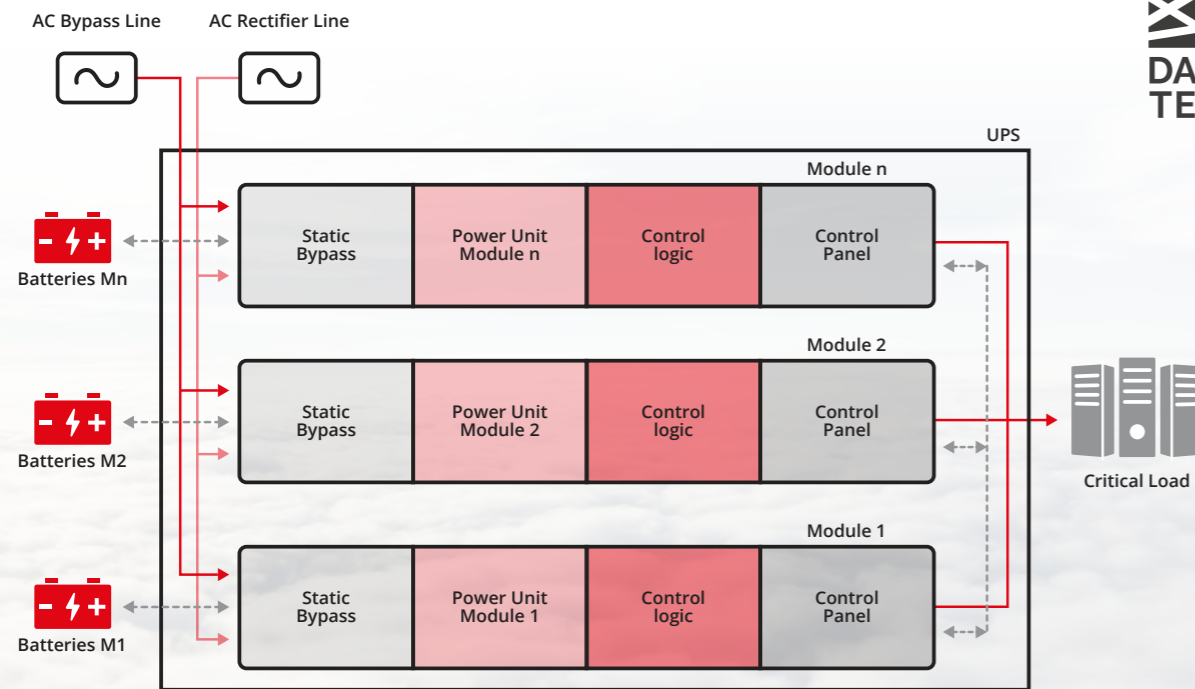 AC Bypass Line
AC Rectifier Line
DA
TE
UPS
Module n
Static
Bypass
Power Unit
Module n
Control
logic
Control
Panel
Batteries Mn
Module 2
Static
Bypass
Power Unit
Module 2
Control
logic
Control
Panel
Batteries M2
Critical Load
Module 1
Static
Bypass
Power Unit
Module 1
Control
logic
Control
Panel
Batteries M1